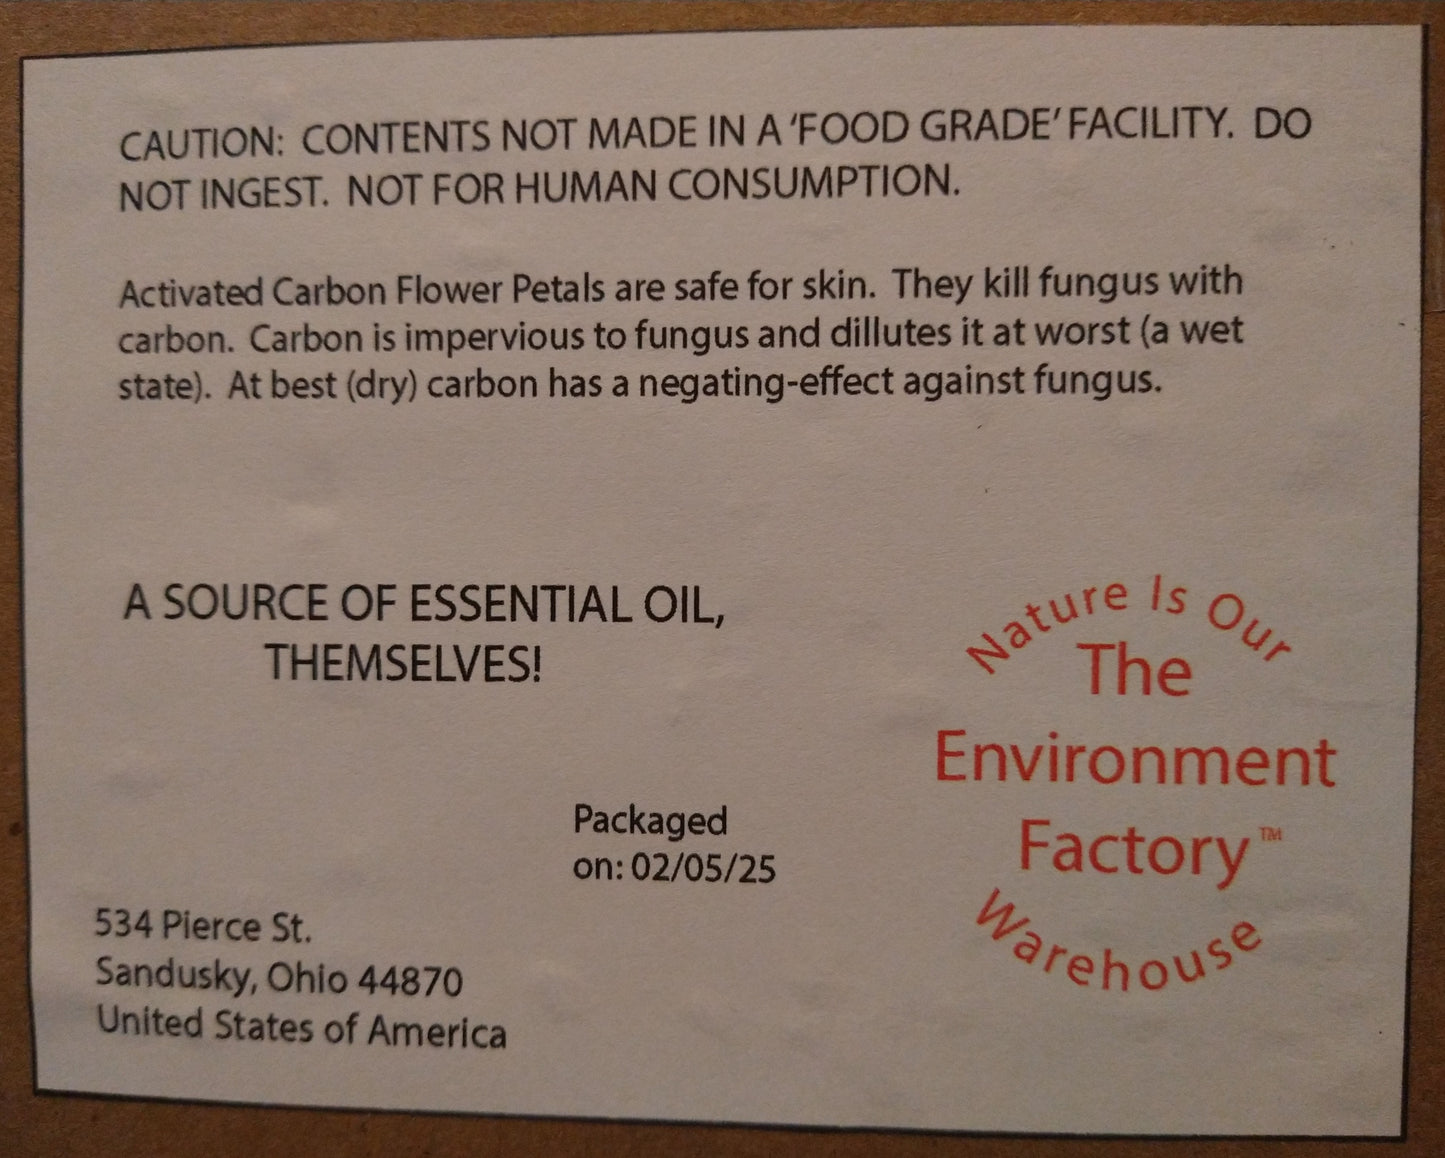 CAUTION:  CONTENTS NOT MADE IN A ‘FOOD GRADE’ FACILITY.  DO
NOT INGEST.  NOT FOR HUMAN CONSUMPTION.
Activated Carbon Flower Petals are safe for skin.  They kill fungus with
carbon.  Carbon is impervious to fungus and dillutes it at worst (a wet
state).  At best (dry) carbon has a negating-effect against fungus.
A SOURCE OF ESSENTIAL OIL,
THEMSELVES!
Nature Is Our
The
Environment
Factory™
Warehouse
Packaged
on: 02/05/25
534 Pierce St.
Sandusky, Ohio 44870
United States of America